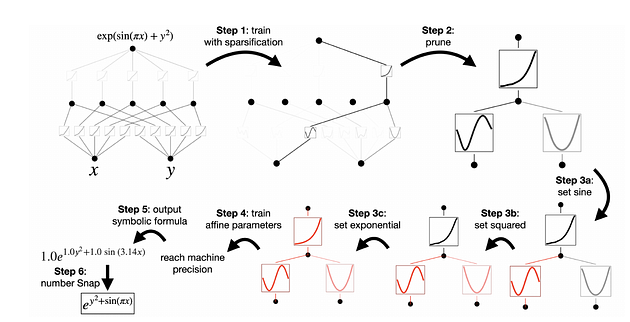 exp(sin(πx) + y²)
Step 1: train
with sparsification
Step 2:
prune
x
y
Step 3a:
set sine
Step 3b:
set squared
Step 3c:
set exponential
Step 4: train
affine parameters
reach machine
precision
Step 5: output
symbolic formula
1.0e^{1.0y²+1.0 sin (3.14x)}
Step 6:
number Snap
e^{y²+sin(πx)}